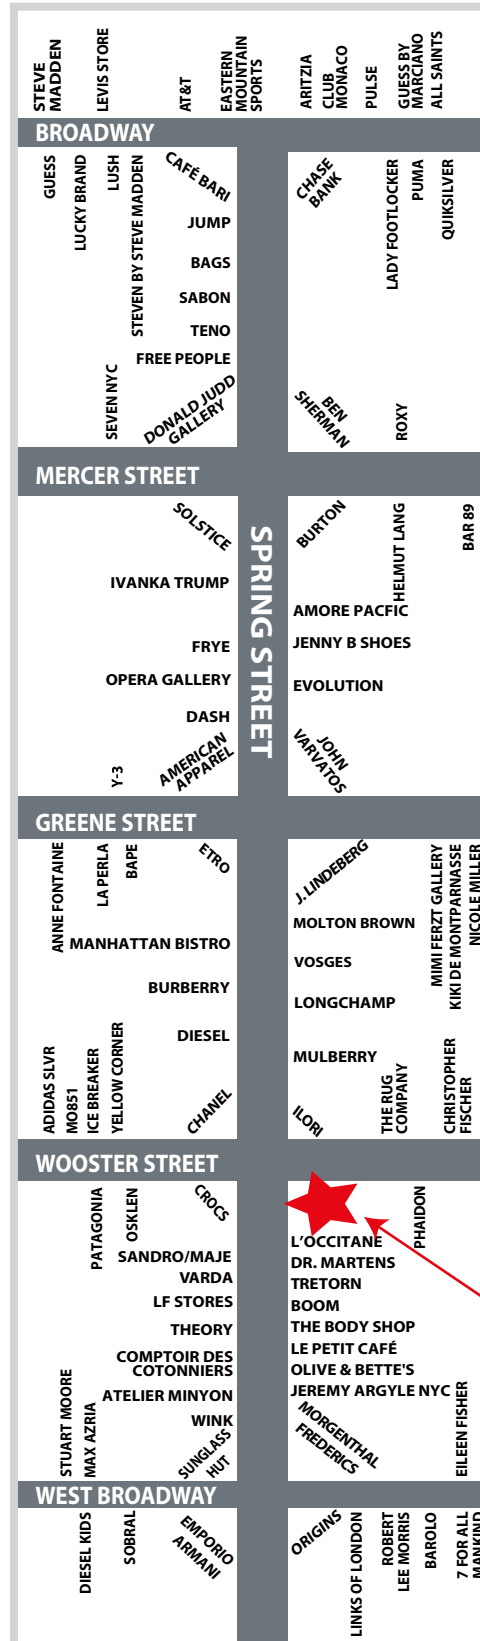 STEVE
MADDEN
LEVIS STORE
AT&T
EASTERN
MOUNTAIN
SPORTS
ARITZIA
CLUB
MONACO
PULSE
GUESS BY
MARCIANO
ALL SAINTS
BROADWAY
GUESS
LUCKY BRAND
LUSH
STEVEN BY STEVE MADDEN
CAFÉ BARI
JUMP
BAGS
SABON
TENO
FREE PEOPLE
SEVEN NYC
DONALD JUDD
GALLERY
CHASE
BANK
LADY FOOTLOCKER
PUMA
QUIKSILVER
BEN
SHERMAN
ROXY
MERCER STREET
SPRING STREET
SOLSTICE
IVANKA TRUMP
FRYE
OPERA GALLERY
DASH
Y-3
AMERICAN
APPAREL
BURTON
HELMUT LANG
BAR 89
AMORE PACFIC
JENNY B SHOES
EVOLUTION
JOHN
VARVATOS
GREENE STREET
ANNE FONTAINE
LA PERLA
BAPE
ETRO
MANHATTAN BISTRO
BURBERRY
DIESEL
ADIDAS SLVR
MO851
ICE BREAKER
YELLOW CORNER
CHANEL
J. LINDEBERG
MOLTON BROWN
VOSGES
LONGCHAMP
MULBERRY
MIMI FERZT GALLERY
KIKI DE MONTPARNASSE
NICOLE MILLER
ILORI
THE RUG
COMPANY
CHRISTOPHER
FISCHER
WOOSTER STREET
PATAGONIA
OSKLEN
CROCS
SANDRO/MAJE
VARDA
LF STORES
THEORY
COMPTOIR DES
COTONNIERS
ATELIER MINYON
WINK
STUART MOORE
MAX AZRIA
SUNGLASS
HUT
PHAIDON
L'OCCITANE
DR. MARTENS
TRETORN
BOOM
THE BODY SHOP
LE PETIT CAFÉ
OLIVE & BETTE'S
JEREMY ARGYLE NYC
MORGENTHAL
FREDERICS
EILEEN FISHER
WEST BROADWAY
DIESEL KIDS
SOBRAL
EMPORIO
ARMANI
ORIGINS
LINKS OF LONDON
ROBERT
LEE MORRIS
BAROLO
7 FOR ALL
MANKIND